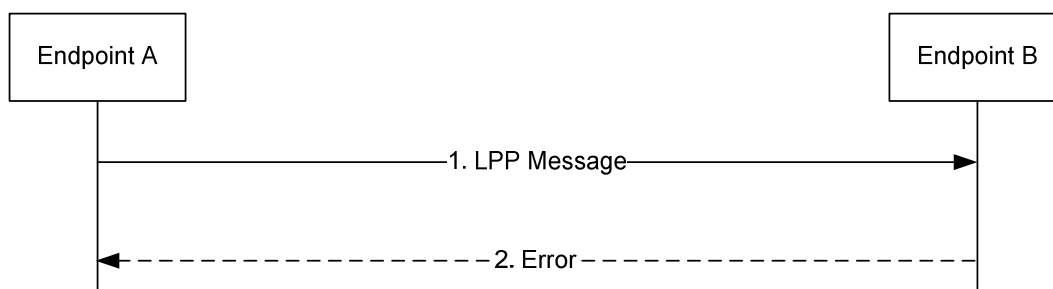 Endpoint A
Endpoint B
1. LPP Message
2. Error